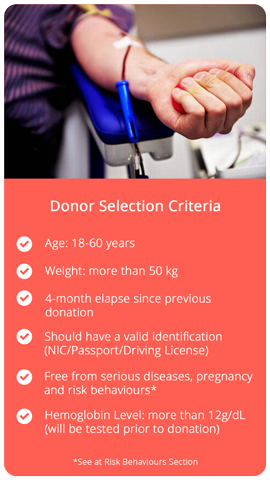 Donor Selection Criteria
Age: 18-60 years
Weight: more than 50 kg
4-month elapse since previous
donation
Should have a valid identification
(NIC/Passport/Driving License)
Free from serious diseases, pregnancy
and risk behaviours*
Hemoglobin Level: more than 12g/dL
(will be tested prior to donation)
*See at Risk Behaviours Section